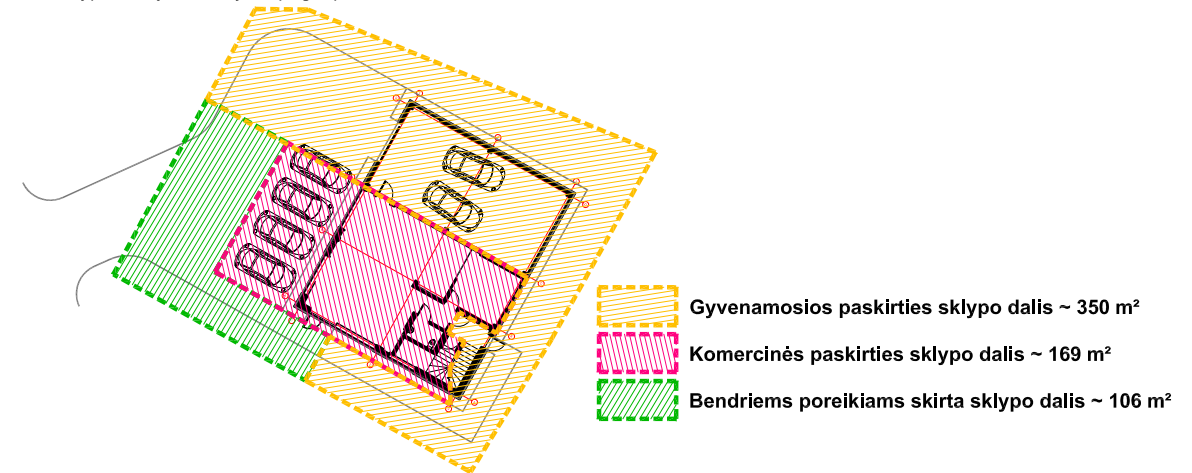 Gyvenamosios paskirties sklypo dalis ~ 350 m²
Komercinės paskirties sklypo dalis ~ 169 m²
Bendriems poreikiams skirta sklypo dalis ~ 106 m²